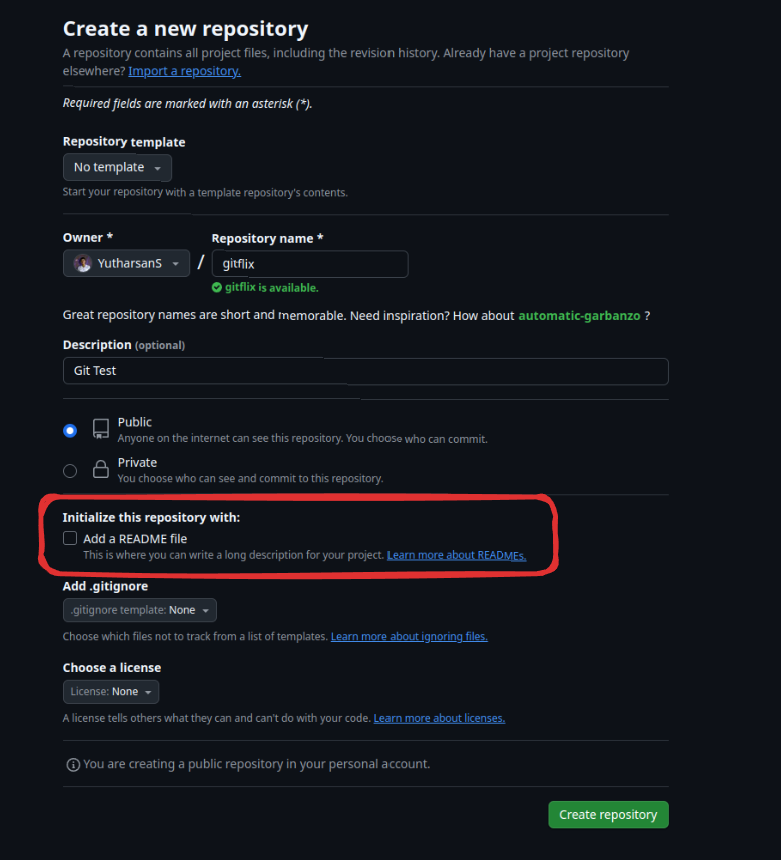 Create a new repository
A repository contains all project files, including the revision history. Already have a project repository
elsewhere? Import a repository.
Required fields are marked with an asterisk (*).
Repository template
No template
Start your repository with a template repository's contents.
Owner *
Repository name *
YutharsanS
/
gitflix
gitflix is available.
Great repository names are short and memorable. Need inspiration? How about automatic-garbanzo ?
Description (optional)
Git Test
Public
Anyone on the internet can see this repository. You choose who can commit.
Private
You choose who can see and commit to this repository.
Initialize this repository with:
Add a README file
This is where you can write a long description for your project. Learn more about READMEs.
Add .gitignore
.gitignore template: None
Choose which files not to track from a list of templates. Learn more about ignoring files.
Choose a license
License: None
A license tells others what they can and can't do with your code. Learn more about licenses.
You are creating a public repository in your personal account.
Create repository